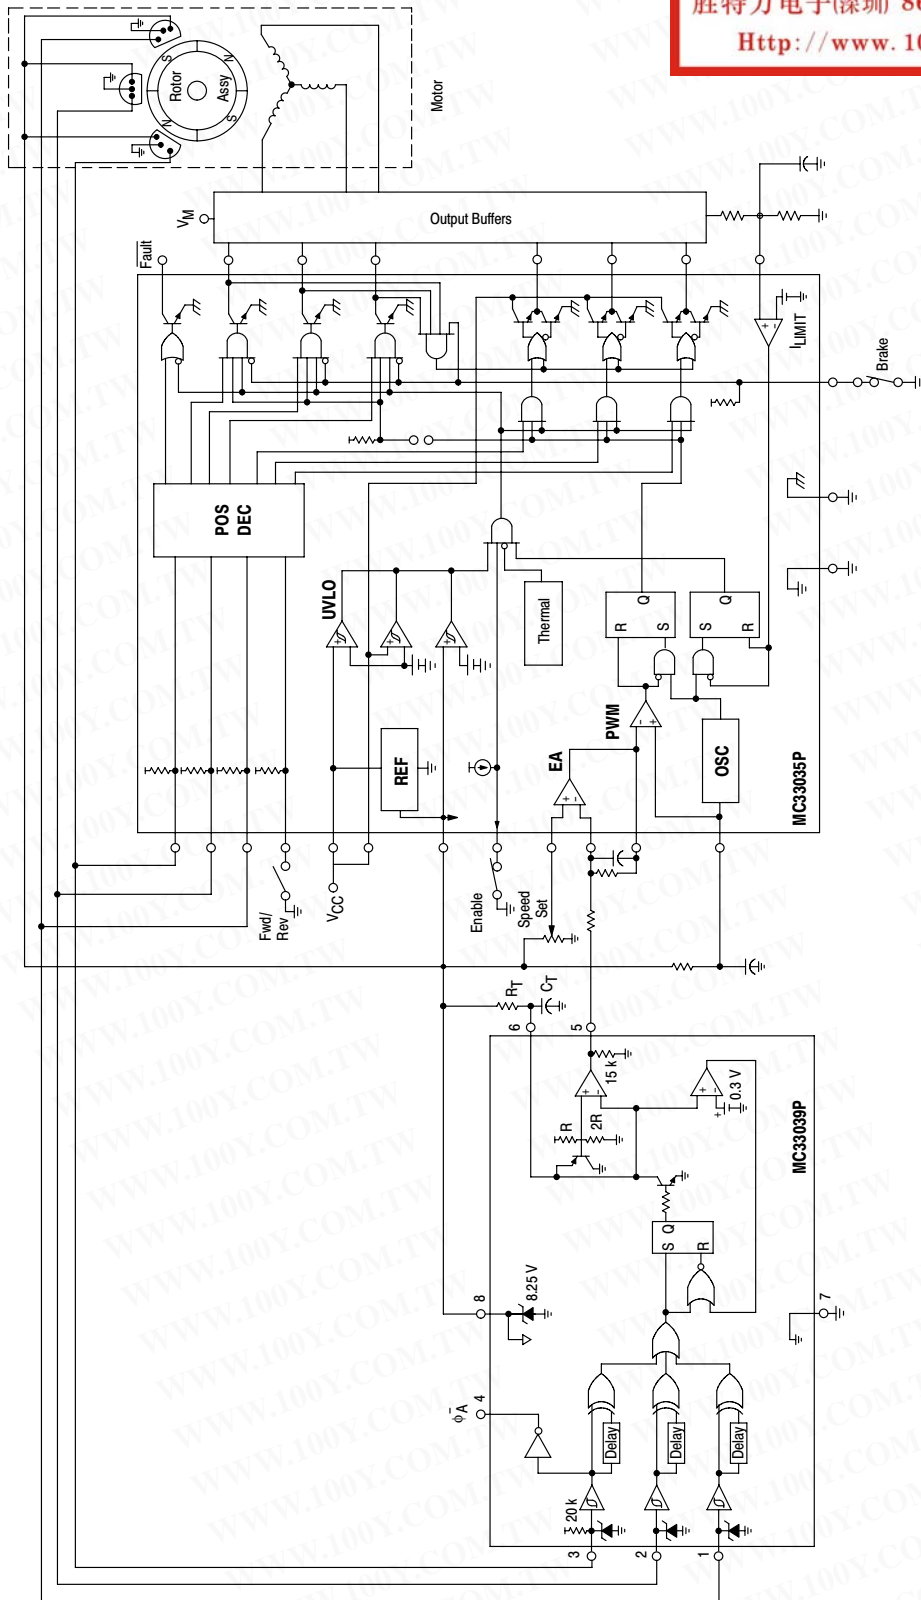 胜特力电子(深圳) 86
Http://www.10
Rotor
Assy
S
N
N
S
Motor
VM
Output Buffers
Fault
ILIMIT
Brake
POS
DEC
UVLO
Thermal
REF
EA
PWM
OSC
R
S
Q
S
R
Q
MC33035P
Fwd/
Rev
VCC
Enable
Speed
Set
RT
CT
6
5
15 k
R
2R
0.3 V
MC33039P
8
8.25 V
S
Q
R
7
4
ϕ̄A
Delay
Delay
Delay
20 k
3
2
1
WWW.100Y.COM.TW